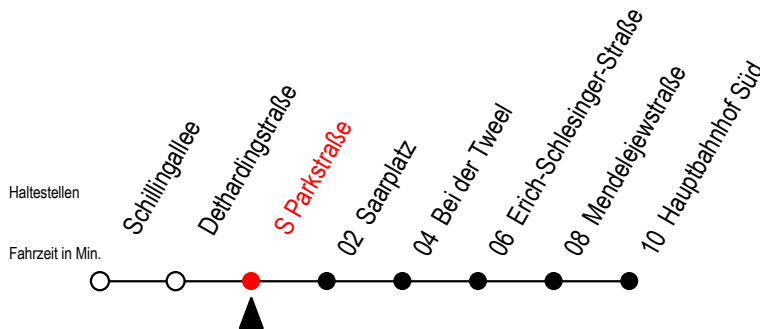 Haltestellen
Fahrzeit in Min.
Schillingallee
Dethardingstraße
S Parkstraße
02 Saarplatz
04 Bei der Tweel
06 Erich-Schlesinger-Straße
08 Mendelejewstraße
10 Hauptbahnhof Süd